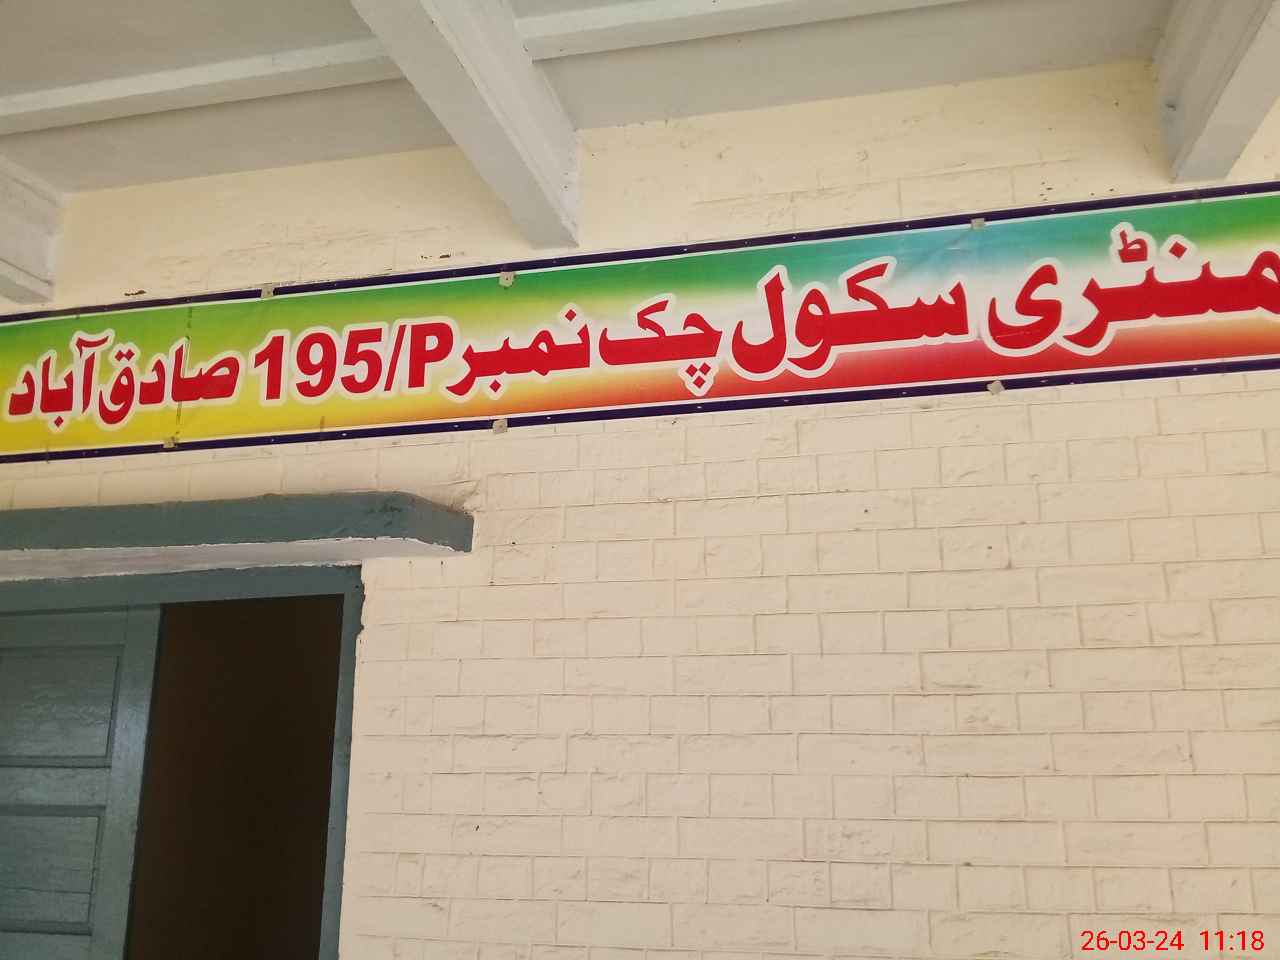 منٹری سکول چک نمبر 195/P صادق آباد
26-03-24 11:18